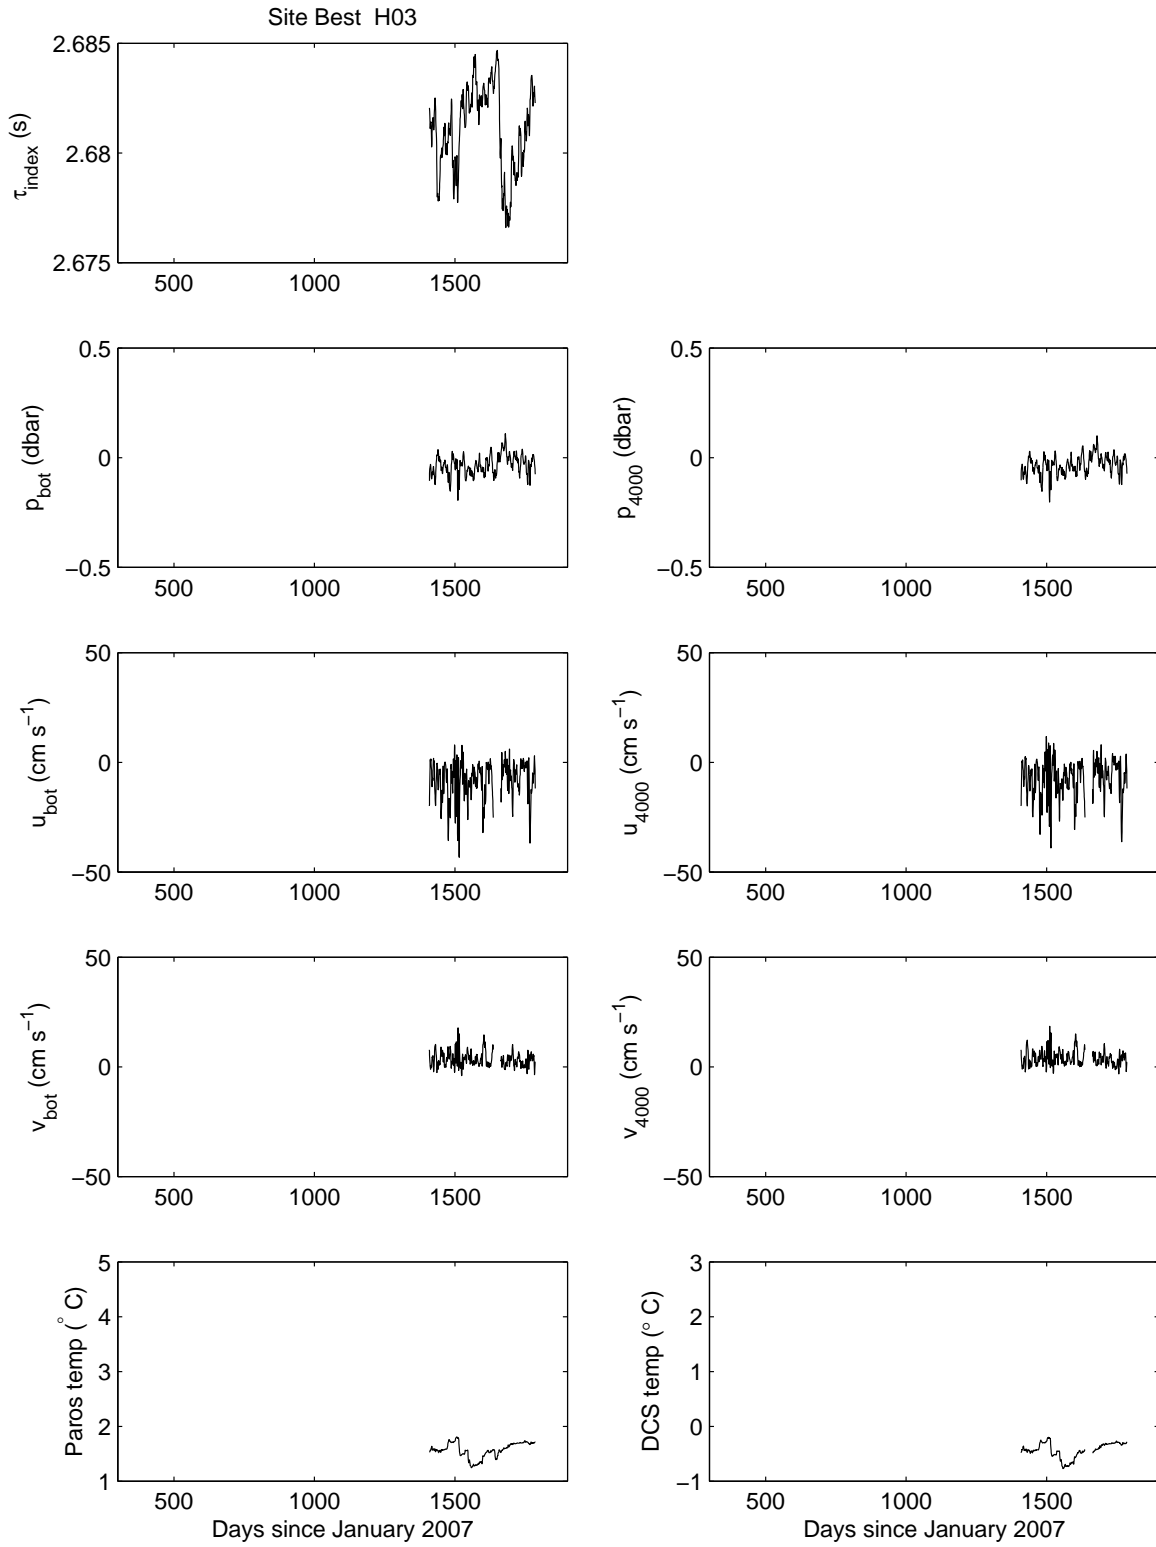 Site Best  H03
2.685
2.68
2.675
τindex (s)
500 1000 1500
0.5
0
−0.5
pbot (dbar)
500 1000 1500
0.5
0
−0.5
p4000 (dbar)
500 1000 1500
50
0
−50
ubot (cm s−1)
500 1000 1500
50
0
−50
u4000 (cm s−1)
500 1000 1500
50
0
−50
vbot (cm s−1)
500 1000 1500
50
0
−50
v4000 (cm s−1)
500 1000 1500
5
4
3
2
1
Paros temp (° C)
500 1000 1500
Days since January 2007
3
2
1
0
−1
DCS temp (° C)
500 1000 1500
Days since January 2007